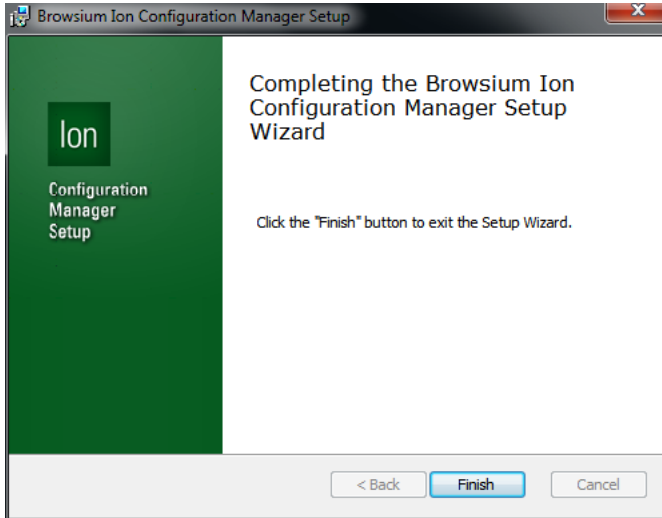 Browsium Ion Configuration Manager Setup
Ion
Configuration
Manager
Setup
Completing the Browsium Ion
Configuration Manager Setup
Wizard
Click the "Finish" button to exit the Setup Wizard.
< Back
Finish
Cancel